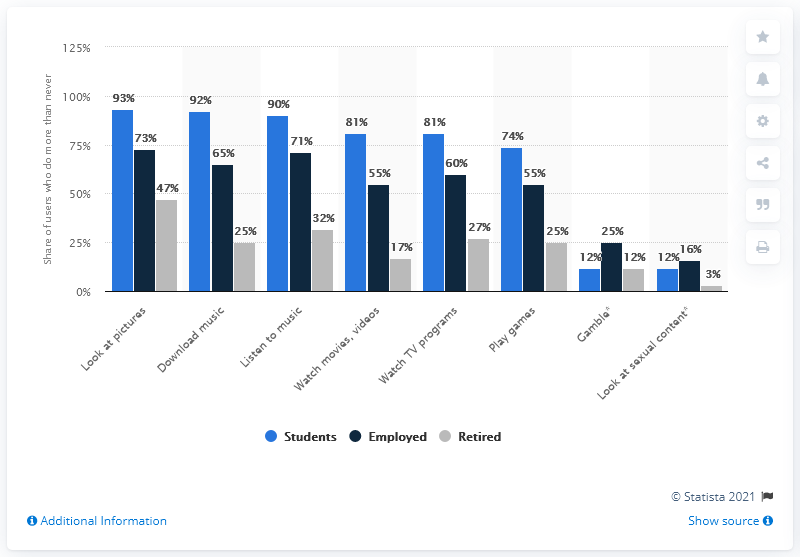 Share of users who do more than never
125%
100%
75%
50%
25%
0%
93%
73%
47%
92%
65%
25%
90%
71%
32%
81%
55%
17%
81%
60%
27%
74%
55%
25%
12%
25%
12%
12%
16%
3%
Look at pictures
Download music
Listen to music
Watch movies, videos
Watch TV programs
Play games
Gamble*
Look at sexual content*
Students Employed Retired
© Statista 2021
Additional Information
Show source